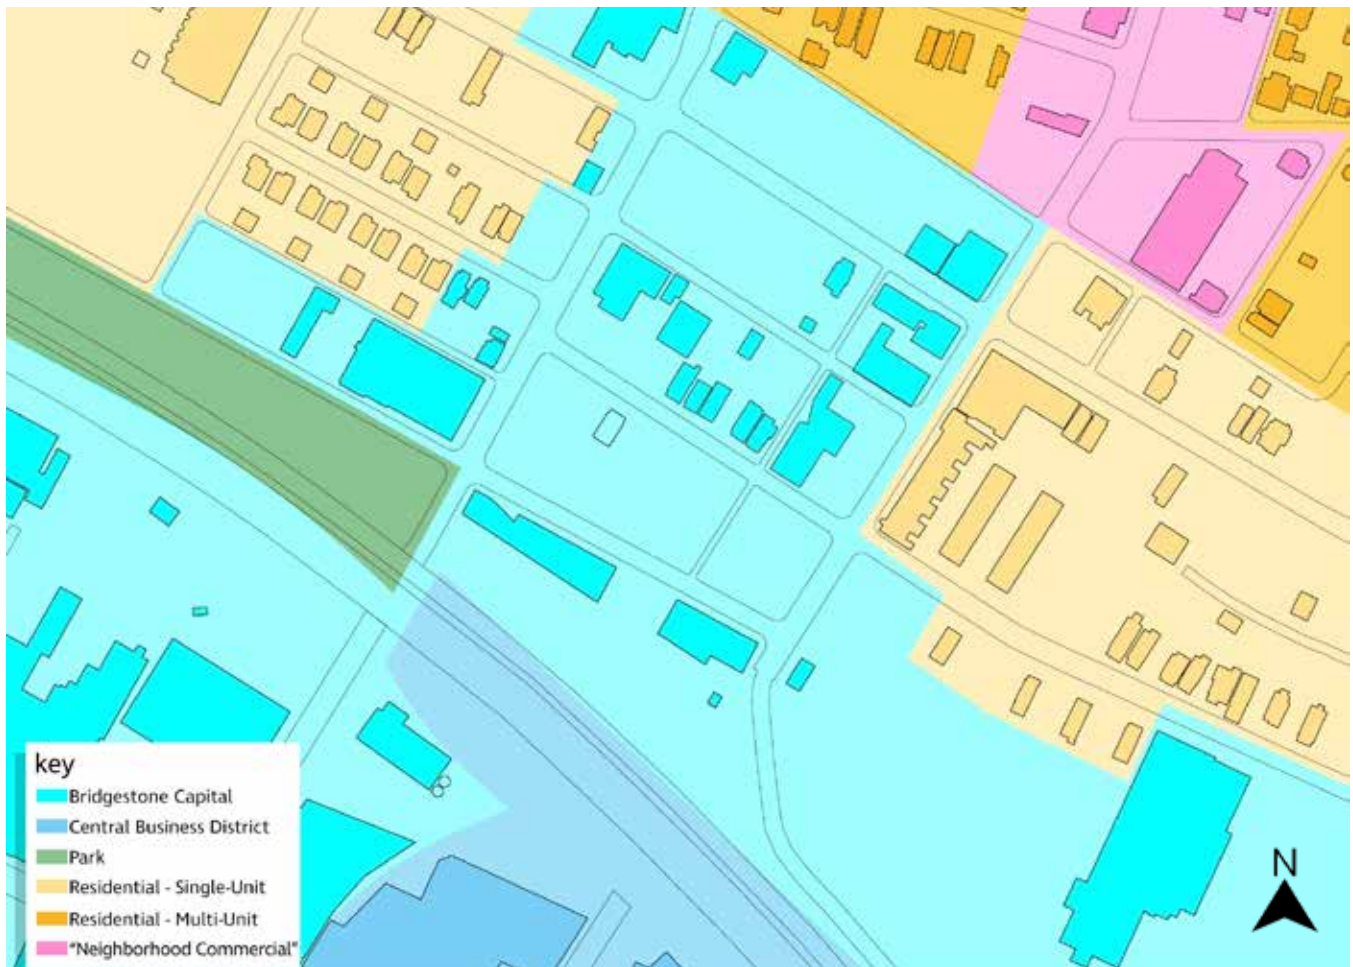 key
Bridgestone Capital
Central Business District
Park
Residential - Single-Unit
Residential - Multi-Unit
"Neighborhood Commercial"
N